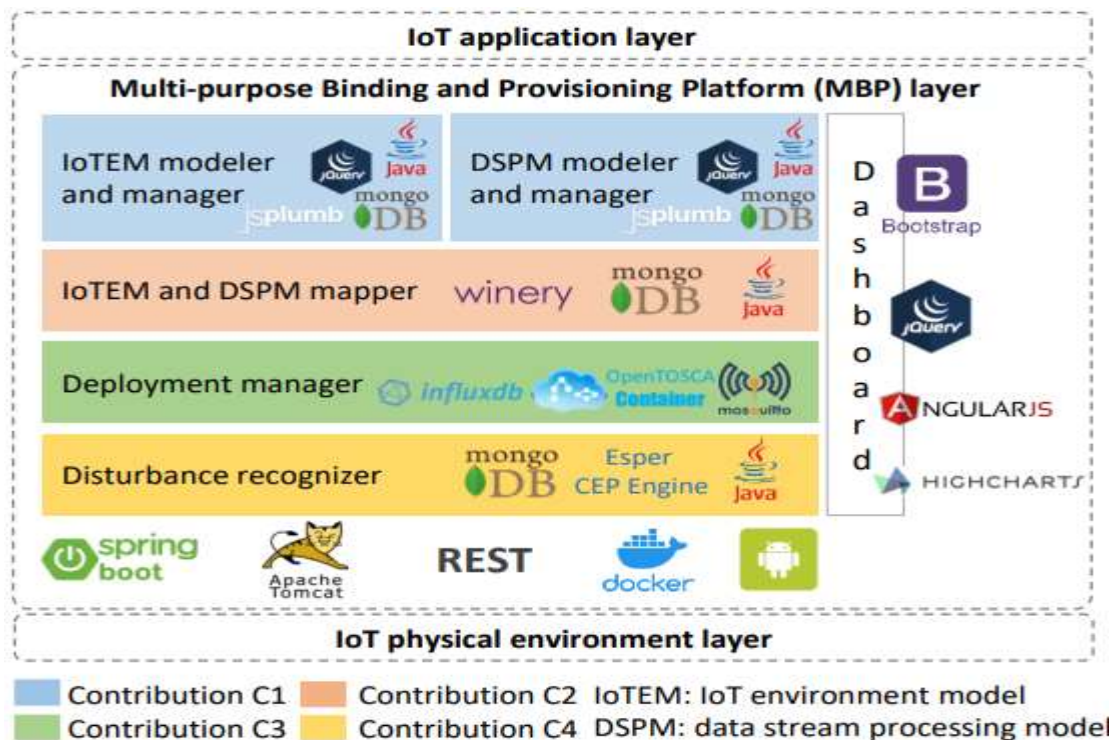 IoT application layer
Multi-purpose Binding and Provisioning Platform (MBP) layer
IoTEM modeler
and manager
jQuery
Java
jsplumb
mongo
DB
DSPM modeler
and manager
jQuery
Java
jsplumb
mongo
DB
IoTEM and DSPM mapper
winery
mongo
DB
Java
Deployment manager
influxdb
OpenTOSCA
Container
mosquitto
Disturbance recognizer
mongo
DB
Esper
CEP Engine
Java
Dashboard
B
Bootstrap
jQuery
ANGULARJS
HIGHCHARTS
spring
boot
Apache
Tomcat
REST
docker
IoT physical environment layer
Contribution C1
Contribution C2
IoTEM: IoT environment model
Contribution C3
Contribution C4
DSPM: data stream processing model